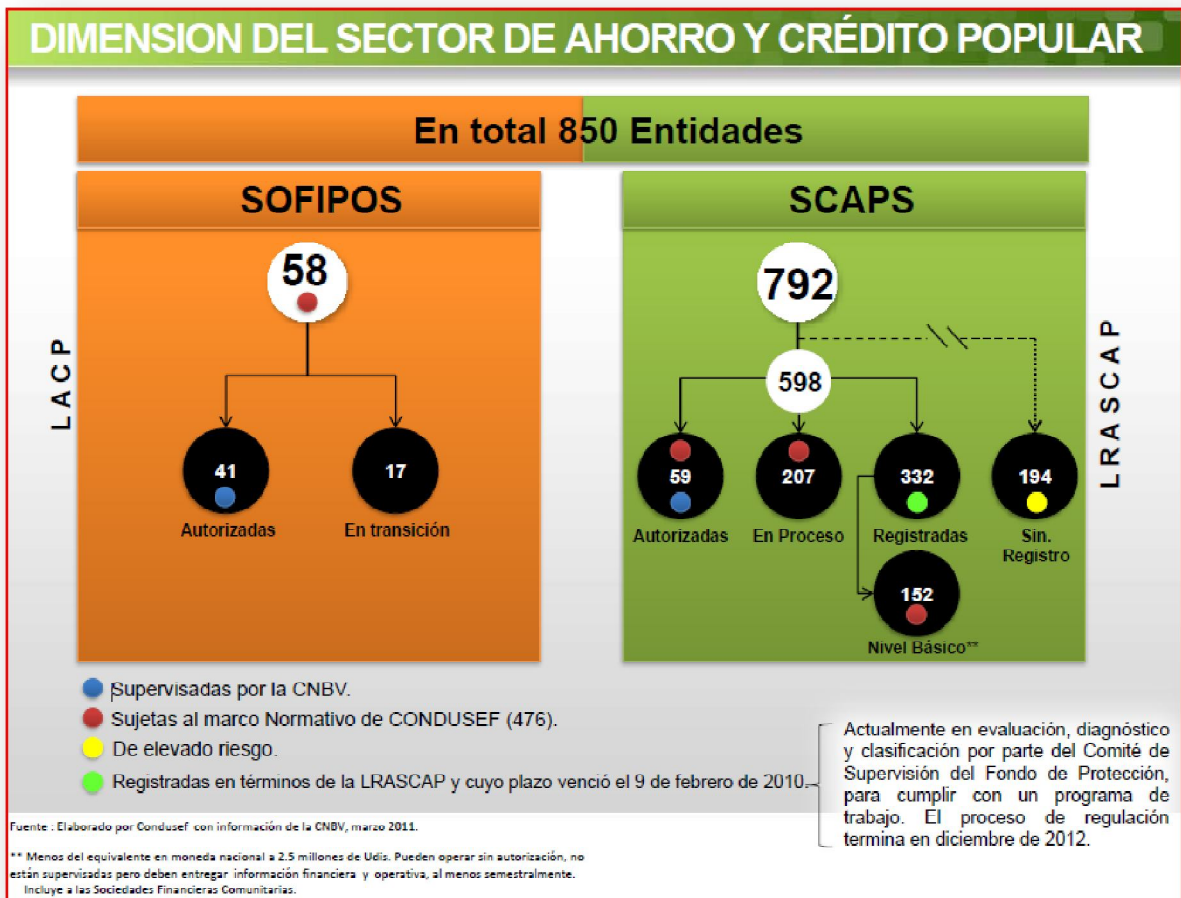 DIMENSION DEL SECTOR DE AHORRO Y CRÉDITO POPULAR
En total 850 Entidades
SOFIPOS
58
LACP
41
Autorizadas
17
En transición
SCAPS
792
598
LRASCAP
59
Autorizadas
207
En Proceso
332
Registradas
194
Sin.
Registro
152
Nivel Básico**
Supervisadas por la CNBV.
Sujetas al marco Normativo de CONDUSEF (476).
De elevado riesgo.
Registradas en términos de la LRASCAP y cuyo plazo venció el 9 de febrero de 2010.
Actualmente en evaluación, diagnóstico
y clasificación por parte del Comité de
Supervisión del Fondo de Protección,
para cumplir con un programa de
trabajo. El proceso de regulación
termina en diciembre de 2012.
Fuente : Elaborado por Condusef con información de la CNBV, marzo 2011.
** Menos del equivalente en moneda nacional a 2.5 millones de Udis. Pueden operar sin autorización, no
están supervisadas pero deben entregar información financiera y operativa, al menos semestralmente.
Incluye a las Sociedades Financieras Comunitarias.